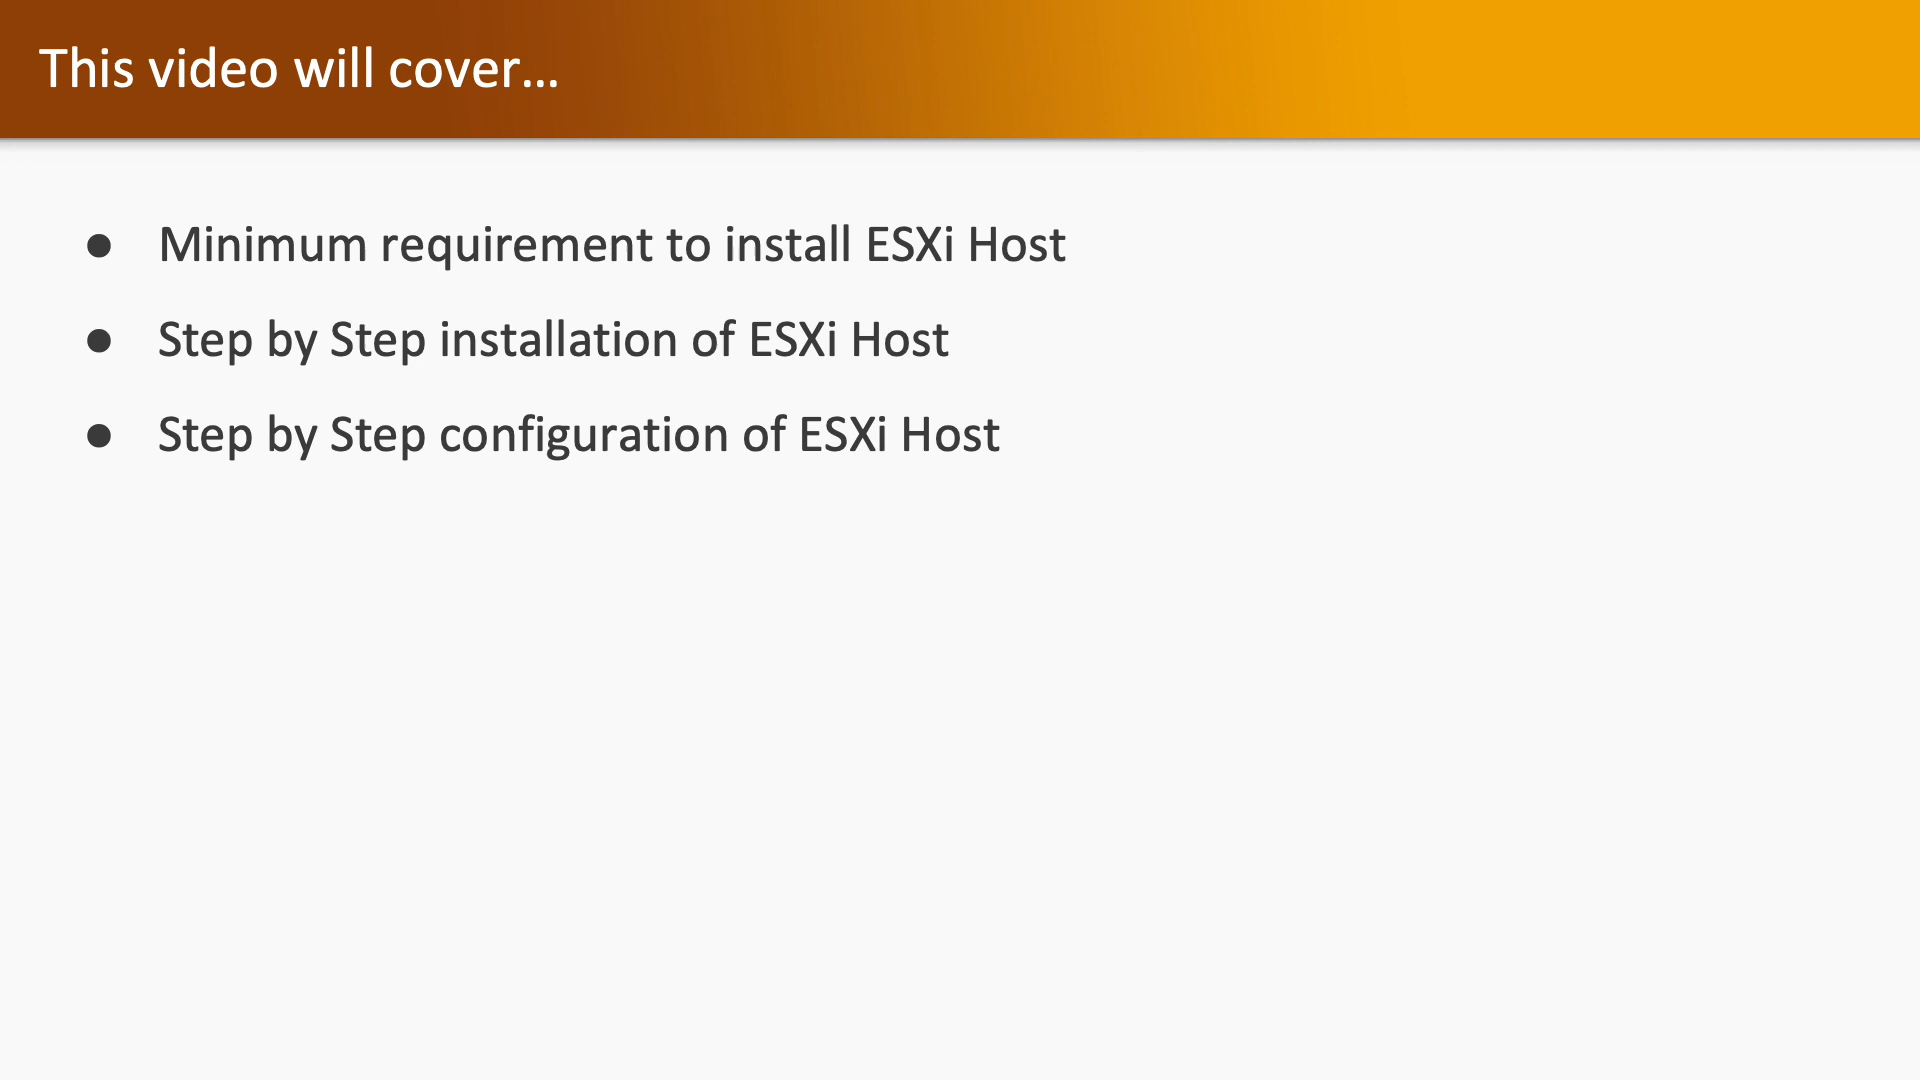 This video will cover...
● Minimum requirement to install ESXi Host
● Step by Step installation of ESXi Host
● Step by Step configuration of ESXi Host